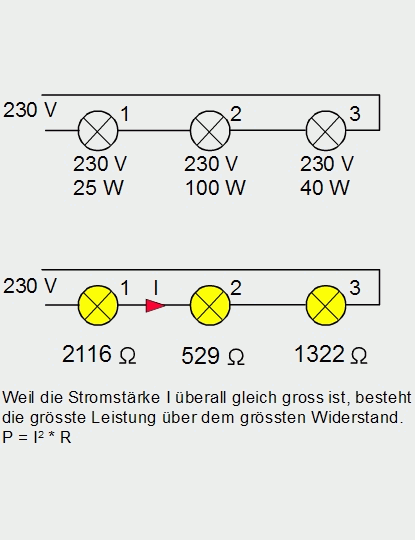 230 V
1
2
3
230 V 230 V 230 V
25 W 100 W 40 W
230 V
1 I 2 3
2116 Ω 529 Ω 1322 Ω
Weil die Stromstärke I überall gleich gross ist, besteht
die grösste Leistung über dem grössten Widerstand.
P = I² * R